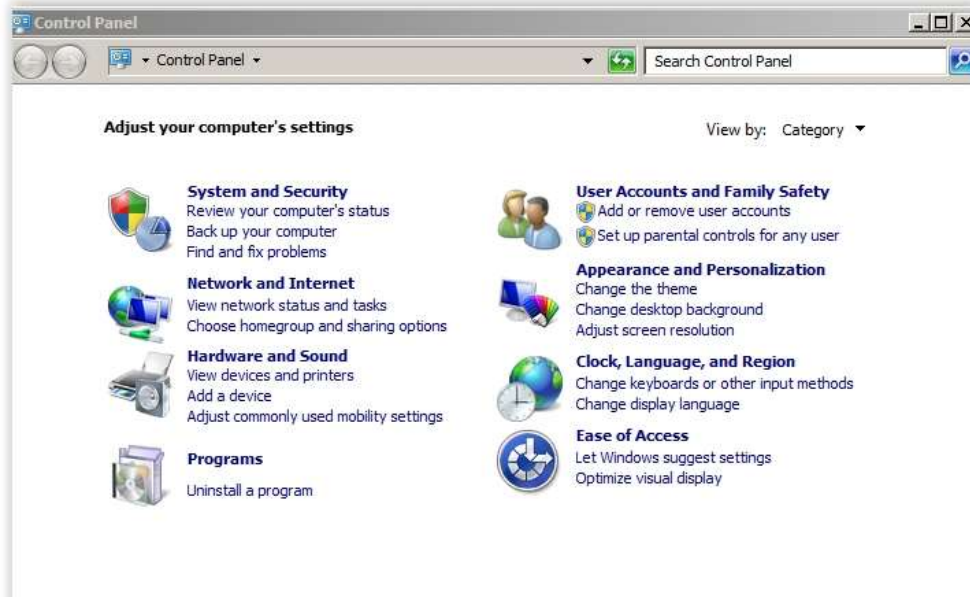 Control Panel
Control Panel
Search Control Panel
Adjust your computer's settings
View by: Category
System and Security
Review your computer's status
Back up your computer
Find and fix problems
Network and Internet
View network status and tasks
Choose homegroup and sharing options
Hardware and Sound
View devices and printers
Add a device
Adjust commonly used mobility settings
Programs
Uninstall a program
User Accounts and Family Safety
Add or remove user accounts
Set up parental controls for any user
Appearance and Personalization
Change the theme
Change desktop background
Adjust screen resolution
Clock, Language, and Region
Change keyboards or other input methods
Change display language
Ease of Access
Let Windows suggest settings
Optimize visual display